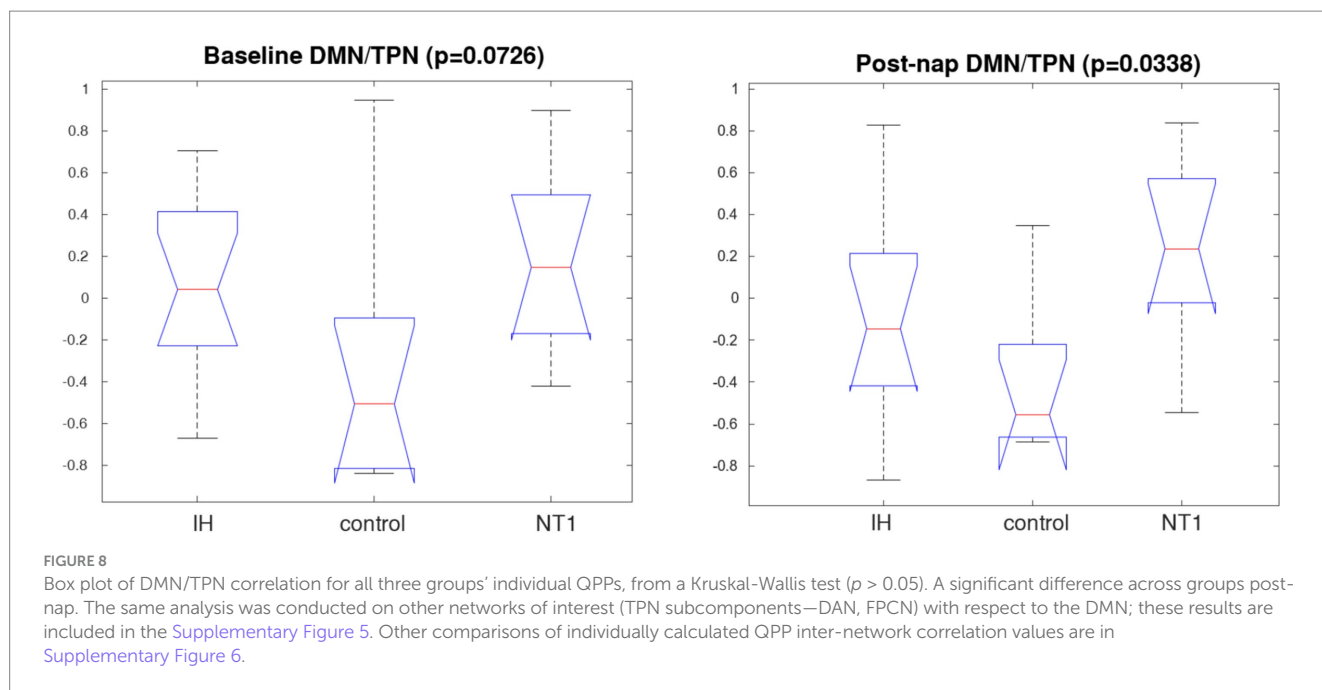 Baseline DMN/TPN (p=0.0726)
1
0.8
0.6
0.4
0.2
0
-0.2
-0.4
-0.6
-0.8
IH control NT1
Post-nap DMN/TPN (p=0.0338)
1
0.8
0.6
0.4
0.2
0
-0.2
-0.4
-0.6
-0.8
IH control NT1
FIGURE 8
Box plot of DMN/TPN correlation for all three groups’ individual QPPs, from a Kruskal-Wallis test (p > 0.05). A significant difference across groups post-
nap. The same analysis was conducted on other networks of interest (TPN subcomponents—DAN, FPCN) with respect to the DMN; these results are
included in the Supplementary Figure 5. Other comparisons of individually calculated QPP inter-network correlation values are in
Supplementary Figure 6.